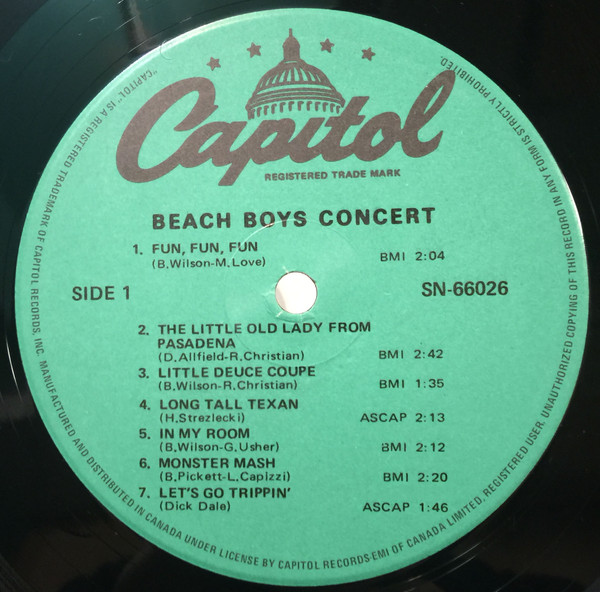 Capitol
REGISTERED TRADE MARK
BEACH BOYS CONCERT
1. FUN, FUN, FUN
(B.Wilson-M.Love) BMI 2:04
SIDE 1 SN-66026
2. THE LITTLE OLD LADY FROM
PASADENA
(D.Allfield-R.Christian) BMI 2:42
3. LITTLE DEUCE COUPE
(B.Wilson-R.Christian) BMI 1:35
4. LONG TALL TEXAN
(H.Strezlecki) ASCAP 2:13
5. IN MY ROOM
(B.Wilson-G.Usher) BMI 2:12
6. MONSTER MASH
(B.Pickett-L.Capizzi) BMI 2:20
7. LET'S GO TRIPPIN'
(Dick Dale) ASCAP 1:46
"CAPITOL" IS A REGISTERED TRADEMARK OF CAPITOL RECORDS, INC. MANUFACTURED AND DISTRIBUTED IN CANADA UNDER LICENSE BY CAPITOL RECORDS-EMI OF CANADA LIMITED, REGISTERED USER. UNAUTHORIZED COPYING OF THIS RECORD IN ANY FORM IS STRICTLY PROHIBITED.